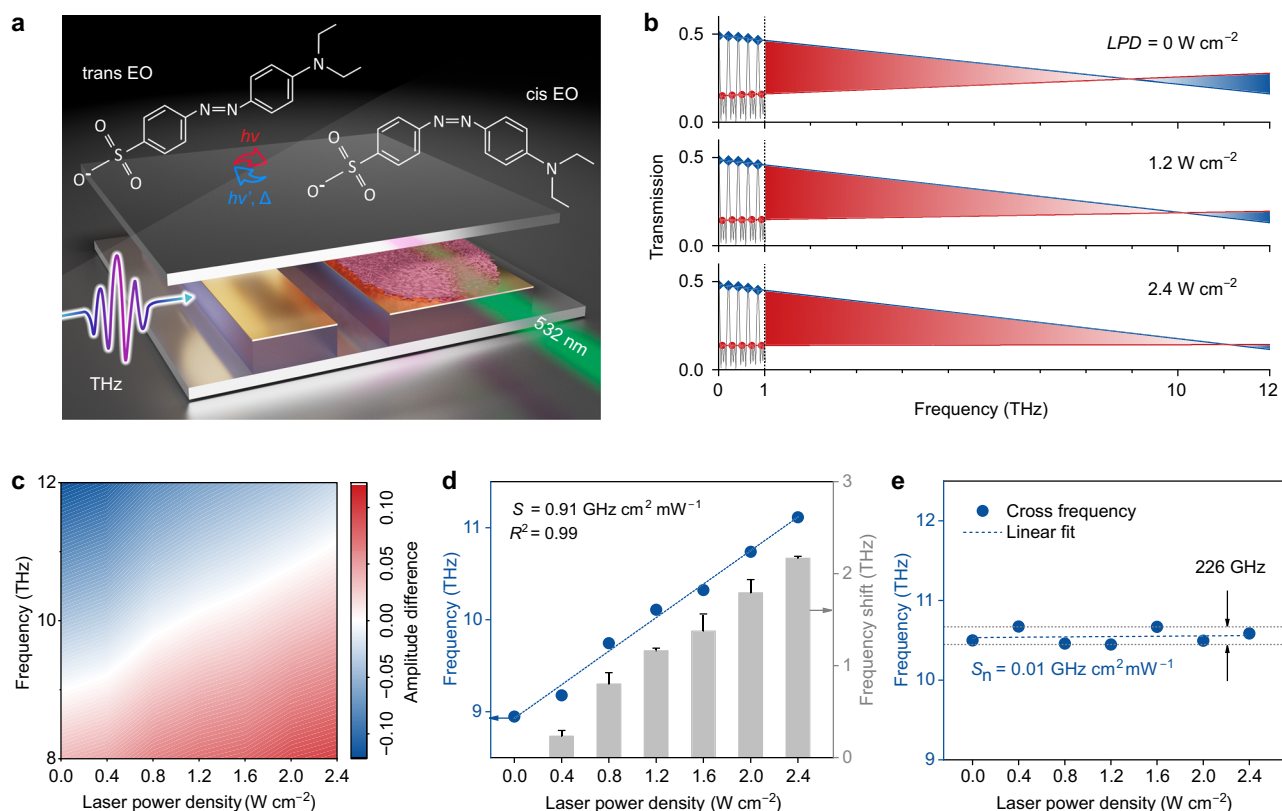 a
trans EO
cis EO
N
N=N
N=N
N
S
O
O
O-
hν
hν', Δ
S
O
O
O-
THz
532 nm
b
Transmission
0.5
0.0
LPD = 0 W cm−2
0.5
0.0
1.2 W cm−2
0.5
0.0
2.4 W cm−2
0 1 10 12
Frequency (THz)
c
Frequency (THz)
12
10
8
0.0 0.4 0.8 1.2 1.6 2.0 2.4
Laser power density (W cm−2)
0.10
0.05
0.00
−0.05
−0.10
Amplitude difference
d
S = 0.91 GHz cm2 mW−1
R2 = 0.99
Frequency (THz)
11
10
9
3
2
1
0
Frequency shift (THz)
0.0 0.4 0.8 1.2 1.6 2.0 2.4
Laser power density (W cm−2)
e
Cross frequency
Linear fit
226 GHz
Sn = 0.01 GHz cm2 mW−1
Frequency (THz)
12
11
10
9
0.0 0.4 0.8 1.2 1.6 2.0 2.4
Laser power density (W cm−2)